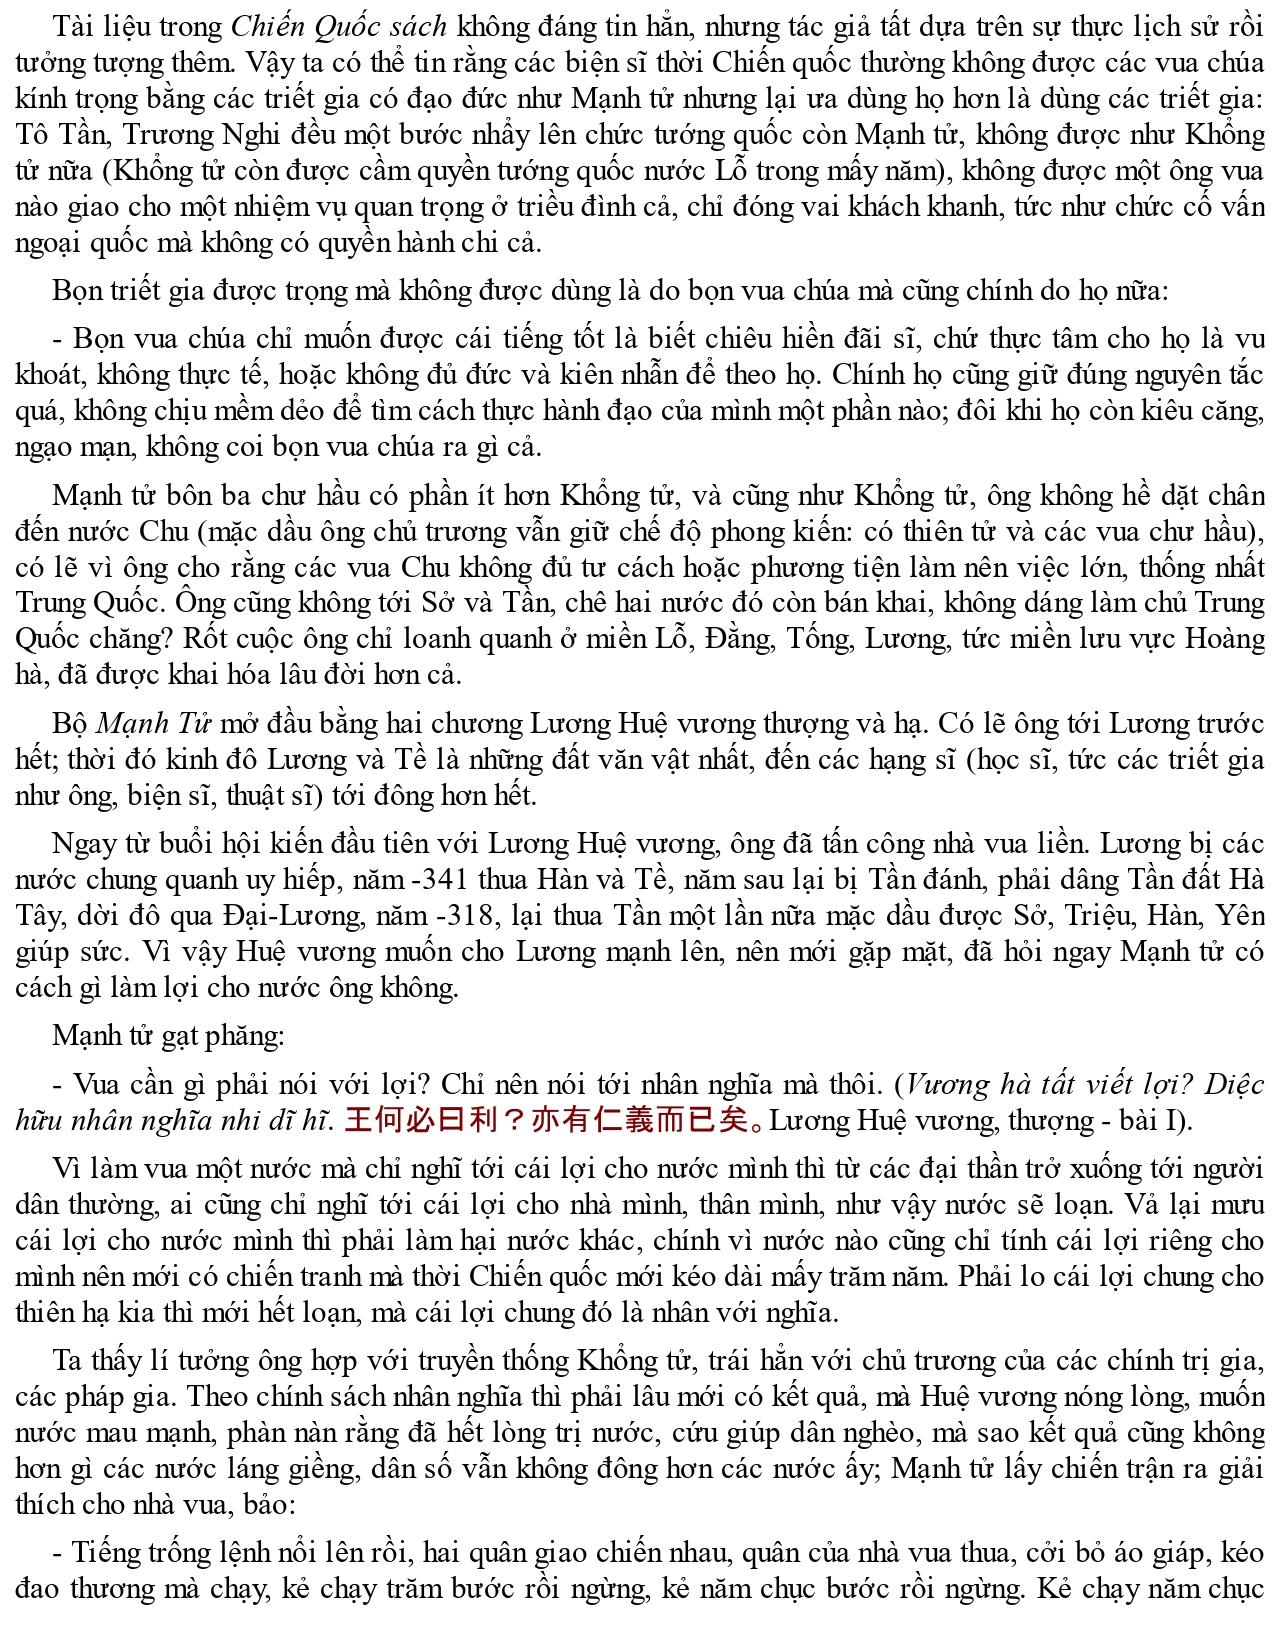 Tài liệu trong Chiến Quốc sách không đáng tin hẳn, nhưng tác giả tất dựa trên sự thực lịch sử rồi
tưởng tượng thêm. Vậy ta có thể tin rằng các biện sĩ thời Chiến quốc thường không được các vua chúa
kính trọng bằng các triết gia có đạo đức như Mạnh tử nhưng lại ưa dùng họ hơn là dùng các triết gia:
Tô Tần, Trương Nghi đều một bước nhẩy lên chức tướng quốc còn Mạnh tử, không được như Khổng
tử nữa (Khổng tử còn được cầm quyền tướng quốc nước Lỗ trong mấy năm), không được một ông vua
nào giao cho một nhiệm vụ quan trọng ở triều đình cả, chỉ đóng vai khách khanh, tức như chức cố vấn
ngoại quốc mà không có quyền hành chi cả.
Bọn triết gia được trọng mà không được dùng là do bọn vua chúa mà cũng chính do họ nữa:
- Bọn vua chúa chỉ muốn được cái tiếng tốt là biết chiêu hiền đãi sĩ, chứ thực tâm cho họ là vu
khoát, không thực tế, hoặc không đủ đức và kiên nhẫn để theo họ. Chính họ cũng giữ đúng nguyên tắc
quá, không chịu mềm dẻo để tìm cách thực hành đạo của mình một phần nào; đôi khi họ còn kiêu căng,
ngạo mạn, không coi bọn vua chúa ra gì cả.
Mạnh tử bôn ba chư hầu có phần ít hơn Khổng tử, và cũng như Khổng tử, ông không hề dặt chân
đến nước Chu (mặc dầu ông chủ trương vẫn giữ chế độ phong kiến: có thiên tử và các vua chư hầu),
có lẽ vì ông cho rằng các vua Chu không đủ tư cách hoặc phương tiện làm nên việc lớn, thống nhất
Trung Quốc. Ông cũng không tới Sở và Tần, chê hai nước đó còn bán khai, không dáng làm chủ Trung
Quốc chăng? Rốt cuộc ông chỉ loanh quanh ở miền Lỗ, Đằng, Tống, Lương, tức miền lưu vực Hoàng
hà, đã được khai hóa lâu đời hơn cả.
Bộ Mạnh Tử mở đầu bằng hai chương Lương Huệ vương thượng và hạ. Có lẽ ông tới Lương trước
hết; thời đó kinh đô Lương và Tề là những đất văn vật nhất, đến các hạng sĩ (học sĩ, tức các triết gia
như ông, biện sĩ, thuật sĩ) tới đông hơn hết.
Ngay từ buổi hội kiến đầu tiên với Lương Huệ vương, ông đã tấn công nhà vua liền. Lương bị các
nước chung quanh uy hiếp, năm -341 thua Hàn và Tề, năm sau lại bị Tần đánh, phải dâng Tần đất Hà
Tây, dời đô qua Đại-Lương, năm -318, lại thua Tần một lần nữa mặc dầu được Sở, Triệu, Hàn, Yên
giúp sức. Vì vậy Huệ vương muốn cho Lương mạnh lên, nên mới gặp mặt, đã hỏi ngay Mạnh tử có
cách gì làm lợi cho nước ông không.
Mạnh tử gạt phăng:
- Vua cần gì phải nói với lợi? Chỉ nên nói tới nhân nghĩa mà thôi. (Vương hà tất viết lợi? Diệc
hữu nhân nghĩa nhi dĩ hĩ. 王何必曰利？亦有仁義而已矣。Lương Huệ vương, thượng - bài I).
Vì làm vua một nước mà chỉ nghĩ tới cái lợi cho nước mình thì từ các đại thần trở xuống tới người
dân thường, ai cũng chỉ nghĩ tới cái lợi cho nhà mình, thân mình, như vậy nước sẽ loạn. Vả lại mưu
cái lợi cho nước mình thì phải làm hại nước khác, chính vì nước nào cũng chỉ tính cái lợi riêng cho
mình nên mới có chiến tranh mà thời Chiến quốc mới kéo dài mấy trăm năm. Phải lo cái lợi chung cho
thiên hạ kia thì mới hết loạn, mà cái lợi chung đó là nhân với nghĩa.
Ta thấy lí tưởng ông hợp với truyền thống Khổng tử, trái hẳn với chủ trương của các chính trị gia,
các pháp gia. Theo chính sách nhân nghĩa thì phải lâu mới có kết quả, mà Huệ vương nóng lòng, muốn
nước mau mạnh, phàn nàn rằng đã hết lòng trị nước, cứu giúp dân nghèo, mà sao kết quả cũng không
hơn gì các nước láng giềng, dân số vẫn không đông hơn các nước ấy; Mạnh tử lấy chiến trận ra giải
thích cho nhà vua, bảo:
- Tiếng trống lệnh nổi lên rồi, hai quân giao chiến nhau, quân của nhà vua thua, cởi bỏ áo giáp, kéo
đao thương mà chạy, kẻ chạy trăm bước rồi ngừng, kẻ năm chục bước rồi ngừng. Kẻ chạy năm chục